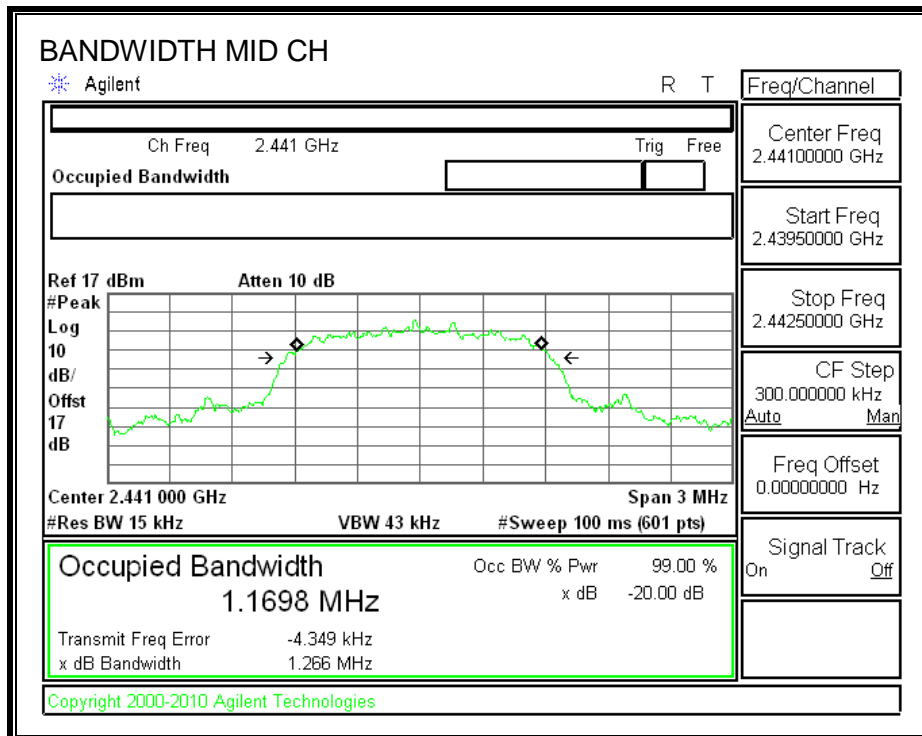 BANDWIDTH MID CH
Agilent R T
Freq/Channel
Ch Freq 2.441 GHz Trig Free
Occupied Bandwidth
Center Freq
2.44100000 GHz
Start Freq
2.43950000 GHz
Stop Freq
2.44250000 GHz
CF Step
300.000000 kHz
Auto Man
Freq Offset
0.00000000 Hz
Signal Track
On Off
Ref 17 dBm Atten 10 dB
#Peak
Log
10
dB/
Offst
17
dB
Center 2.441 000 GHz Span 3 MHz
#Res BW 15 kHz VBW 43 kHz #Sweep 100 ms (601 pts)
Occupied Bandwidth Occ BW % Pwr 99.00 %
1.1698 MHz x dB -20.00 dB
Transmit Freq Error -4.349 kHz
x dB Bandwidth 1.266 MHz
Copyright 2000-2010 Agilent Technologies